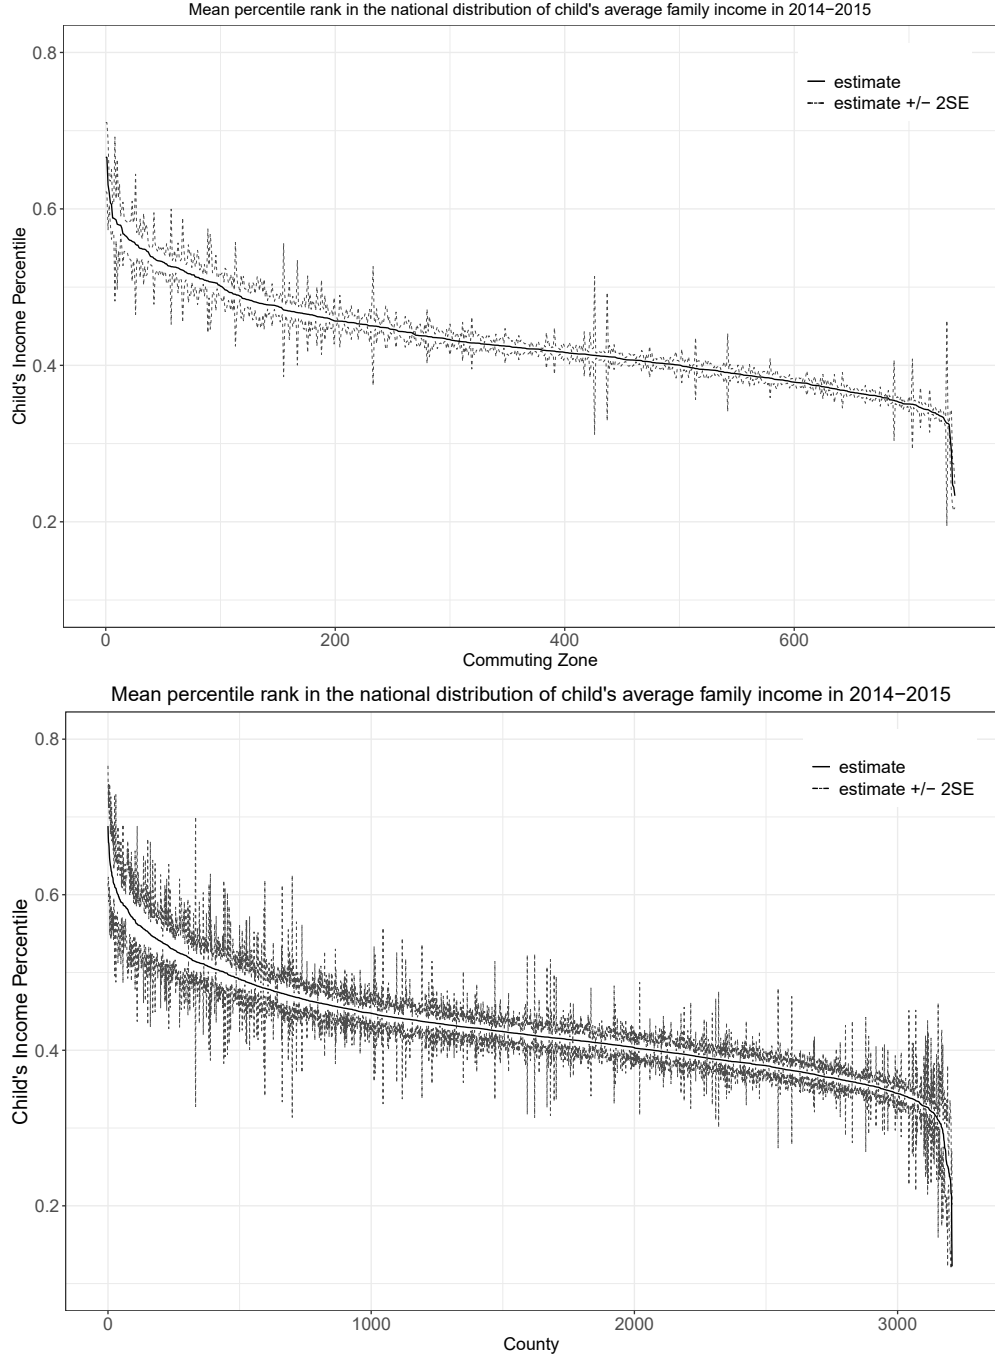 Mean percentile rank in the national distribution of child's average family income in 2014−2015
0.8
estimate
estimate +/− 2SE
0.6
Child's Income Percentile
0.4
0.2
0 200 400 600
Commuting Zone
Mean percentile rank in the national distribution of child's average family income in 2014−2015
0.8
estimate
estimate +/− 2SE
0.6
Child's Income Percentile
0.4
0.2
0 1000 2000 3000
County